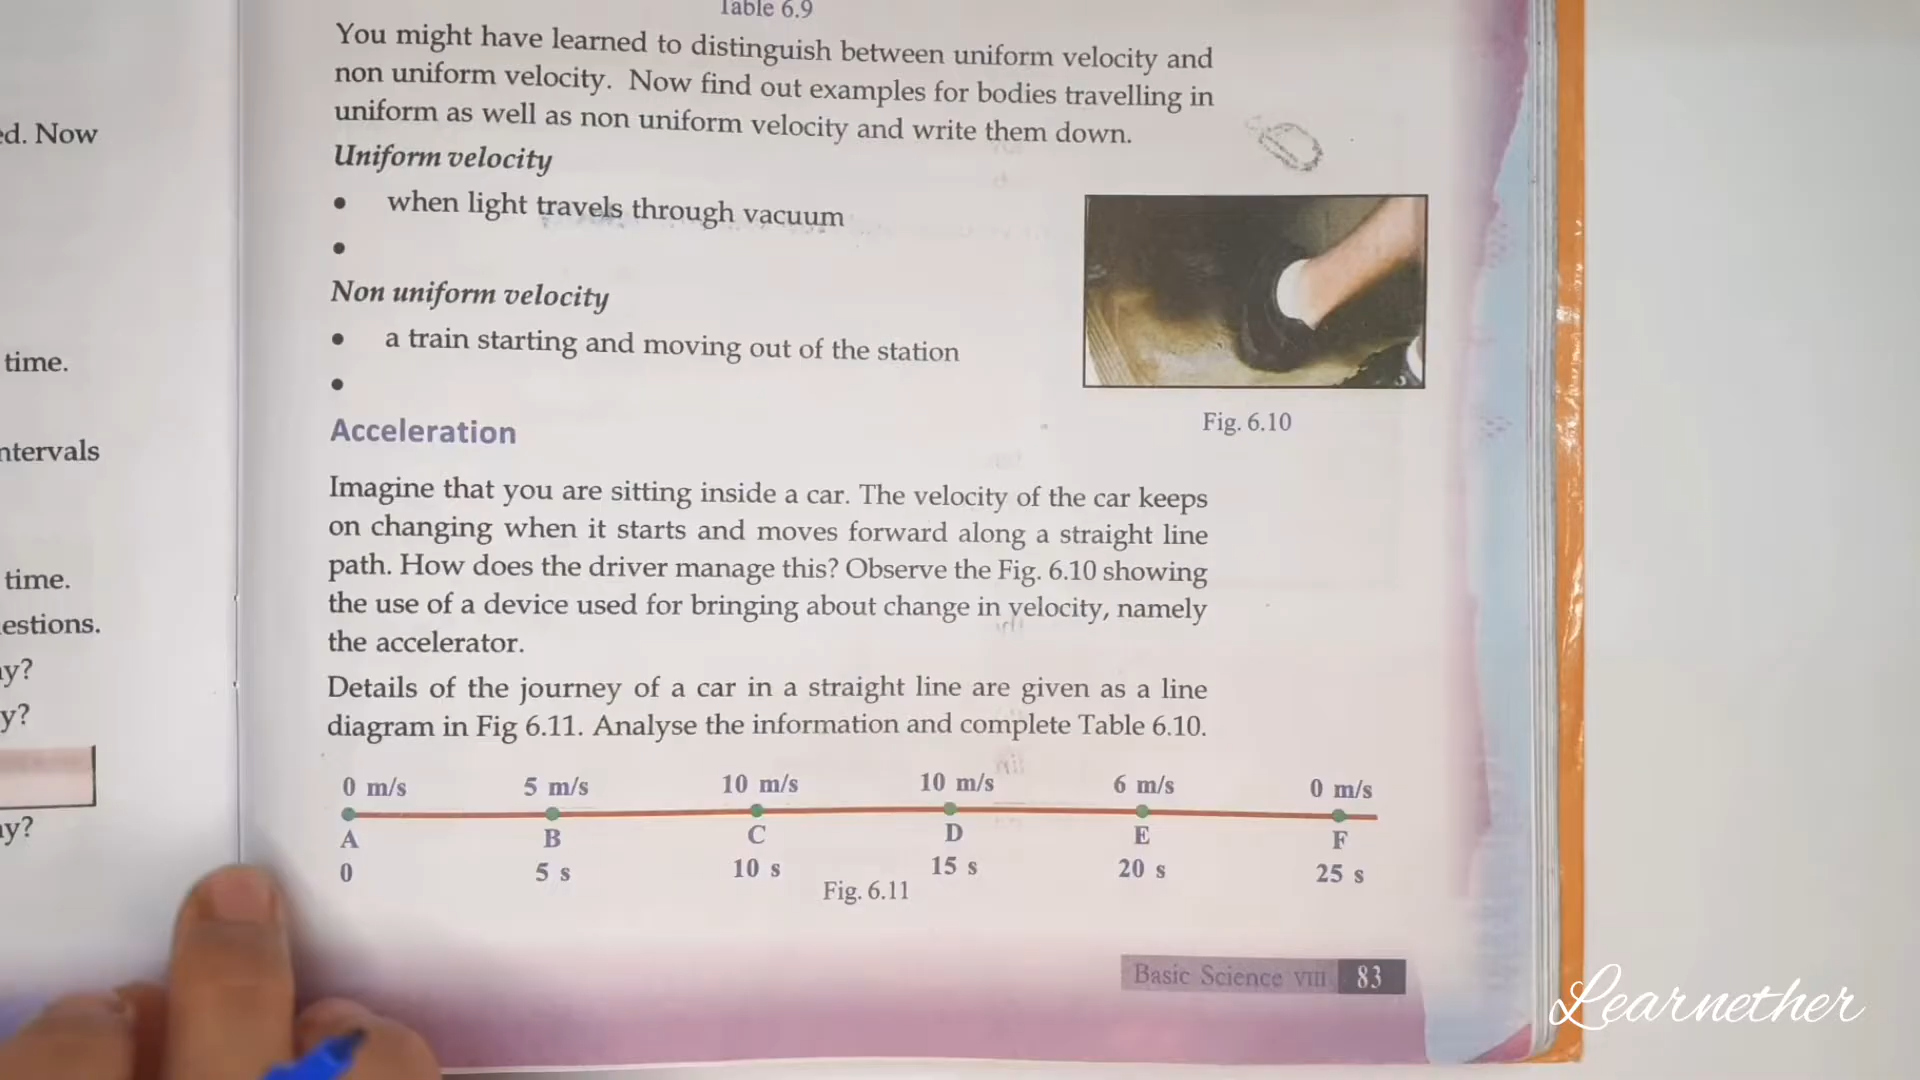 ed. Now
time.
ntervals
time.
estions.
y?
y?
y?
Table 6.9
You might have learned to distinguish between uniform velocity and
non uniform velocity. Now find out examples for bodies travelling in
uniform as well as non uniform velocity and write them down.
Uniform velocity
• when light travels through vacuum
•
Non uniform velocity
• a train starting and moving out of the station
•
Fig. 6.10
Acceleration
Imagine that you are sitting inside a car. The velocity of the car keeps
on changing when it starts and moves forward along a straight line
path. How does the driver manage this? Observe the Fig. 6.10 showing
the use of a device used for bringing about change in velocity, namely
the accelerator.
Details of the journey of a car in a straight line are given as a line
diagram in Fig 6.11. Analyse the information and complete Table 6.10.
0 m/s 5 m/s 10 m/s 10 m/s 6 m/s 0 m/s
A B C D E F
0 5 s 10 s 15 s 20 s 25 s
Fig. 6.11
Basic Science VIII 83
Learnether